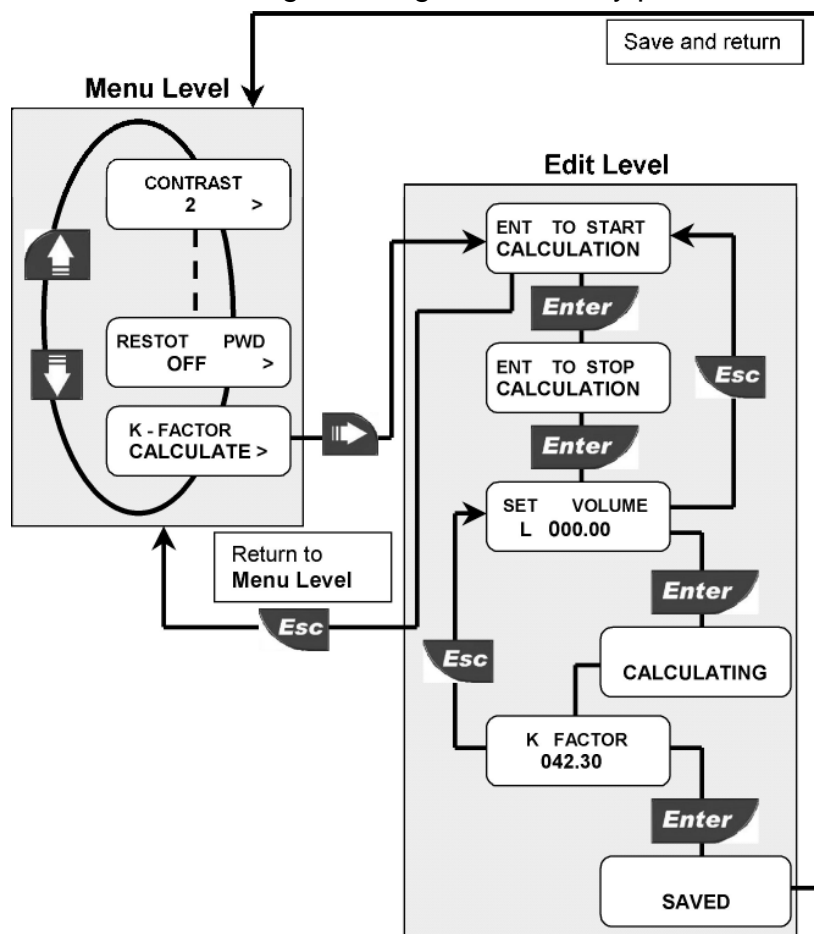 Save and return
Menu Level
CONTRAST
2 >
RESTOT PWD
OFF >
K - FACTOR
CALCULATE >
Return to
Menu Level
Esc
Edit Level
ENT TO START
CALCULATION
Enter
ENT TO STOP
CALCULATION
Esc
Enter
SET VOLUME
L 000.00
Enter
Esc
CALCULATING
K FACTOR
042.30
Enter
SAVED